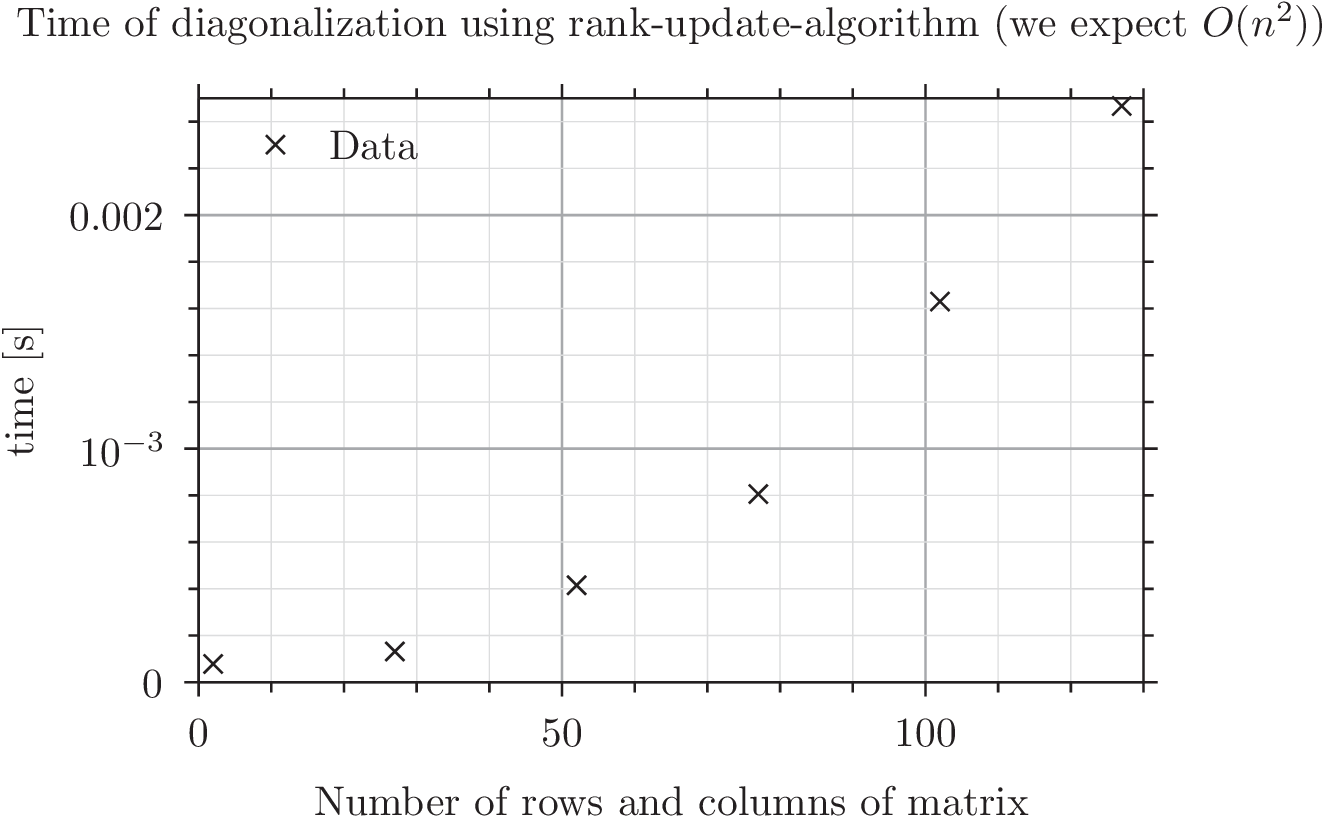 Time of diagonalization using rank-update-algorithm (we expect O(n²))
Data
0.002
10⁻³
0
time [s]
0 50 100
Number of rows and columns of matrix